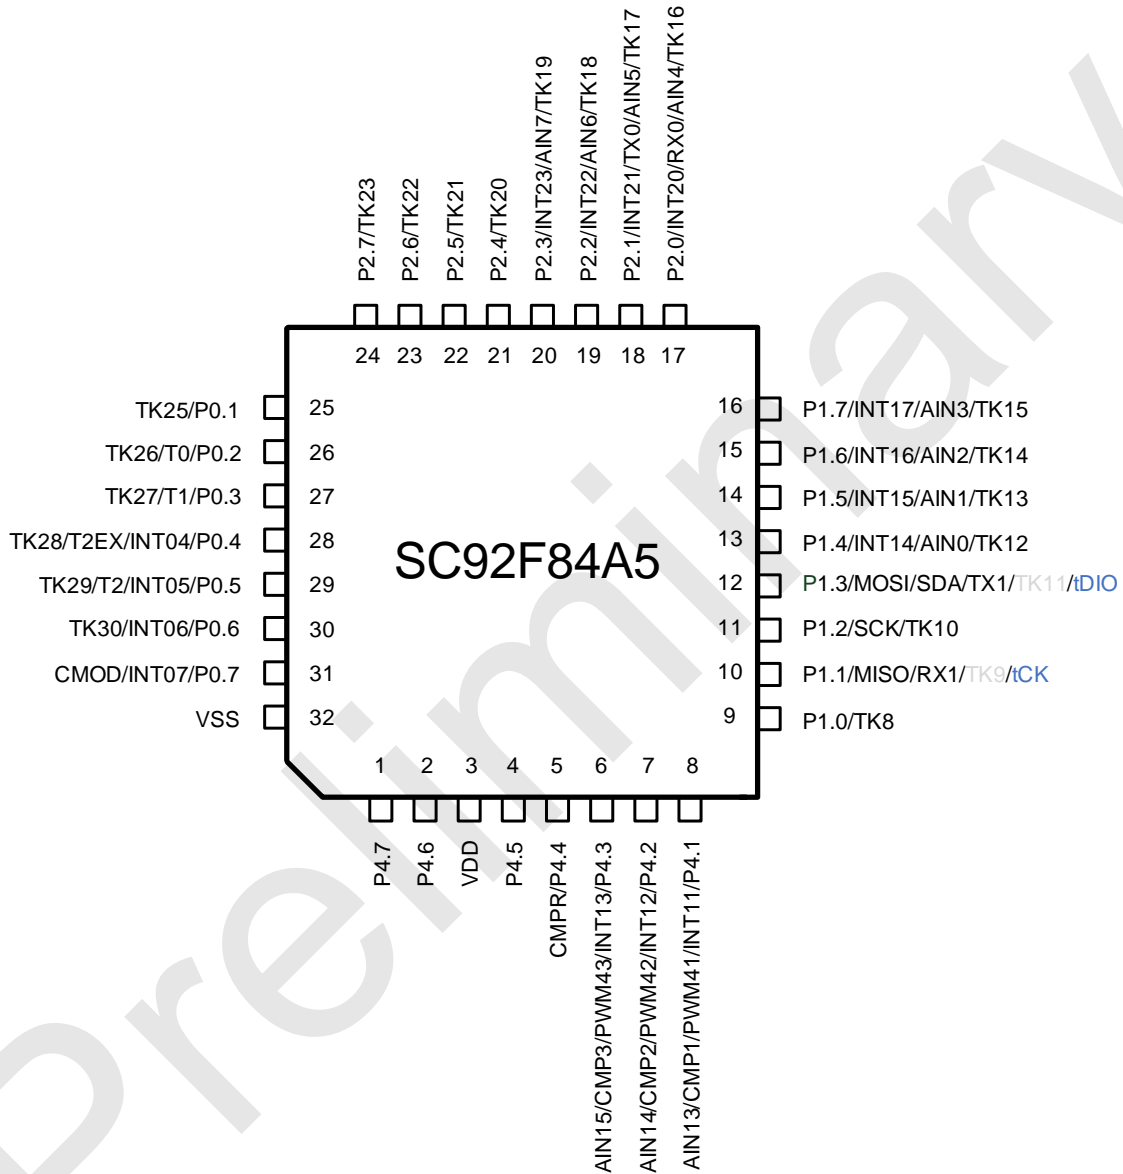 P2.7/TK23
P2.6/TK22
P2.5/TK21
P2.4/TK20
P2.3/INT23/AIN7/TK19
P2.2/INT22/AIN6/TK18
P2.1/INT21/TX0/AIN5/TK17
P2.0/INT20/RX0/AIN4/TK16
24 23 22 21 20 19 18 17
TK25/P0.1 25
TK26/T0/P0.2 26
TK27/T1/P0.3 27
TK28/T2EX/INT04/P0.4 28
TK29/T2/INT05/P0.5 29
TK30/INT06/P0.6 30
CMOD/INT07/P0.7 31
VSS 32
SC92F84A5
16 P1.7/INT17/AIN3/TK15
15 P1.6/INT16/AIN2/TK14
14 P1.5/INT15/AIN1/TK13
13 P1.4/INT14/AIN0/TK12
12 P1.3/MOSI/SDA/TX1/TK11/tDIO
11 P1.2/SCK/TK10
10 P1.1/MISO/RX1/TK9/tCK
9 P1.0/TK8
1 2 3 4 5 6 7 8
P4.7
P4.6
VDD
P4.5
CMPR/P4.4
AIN15/CMP3/PWM43/INT13/P4.3
AIN14/CMP2/PWM42/INT12/P4.2
AIN13/CMP1/PWM41/INT11/P4.1
Preliminary